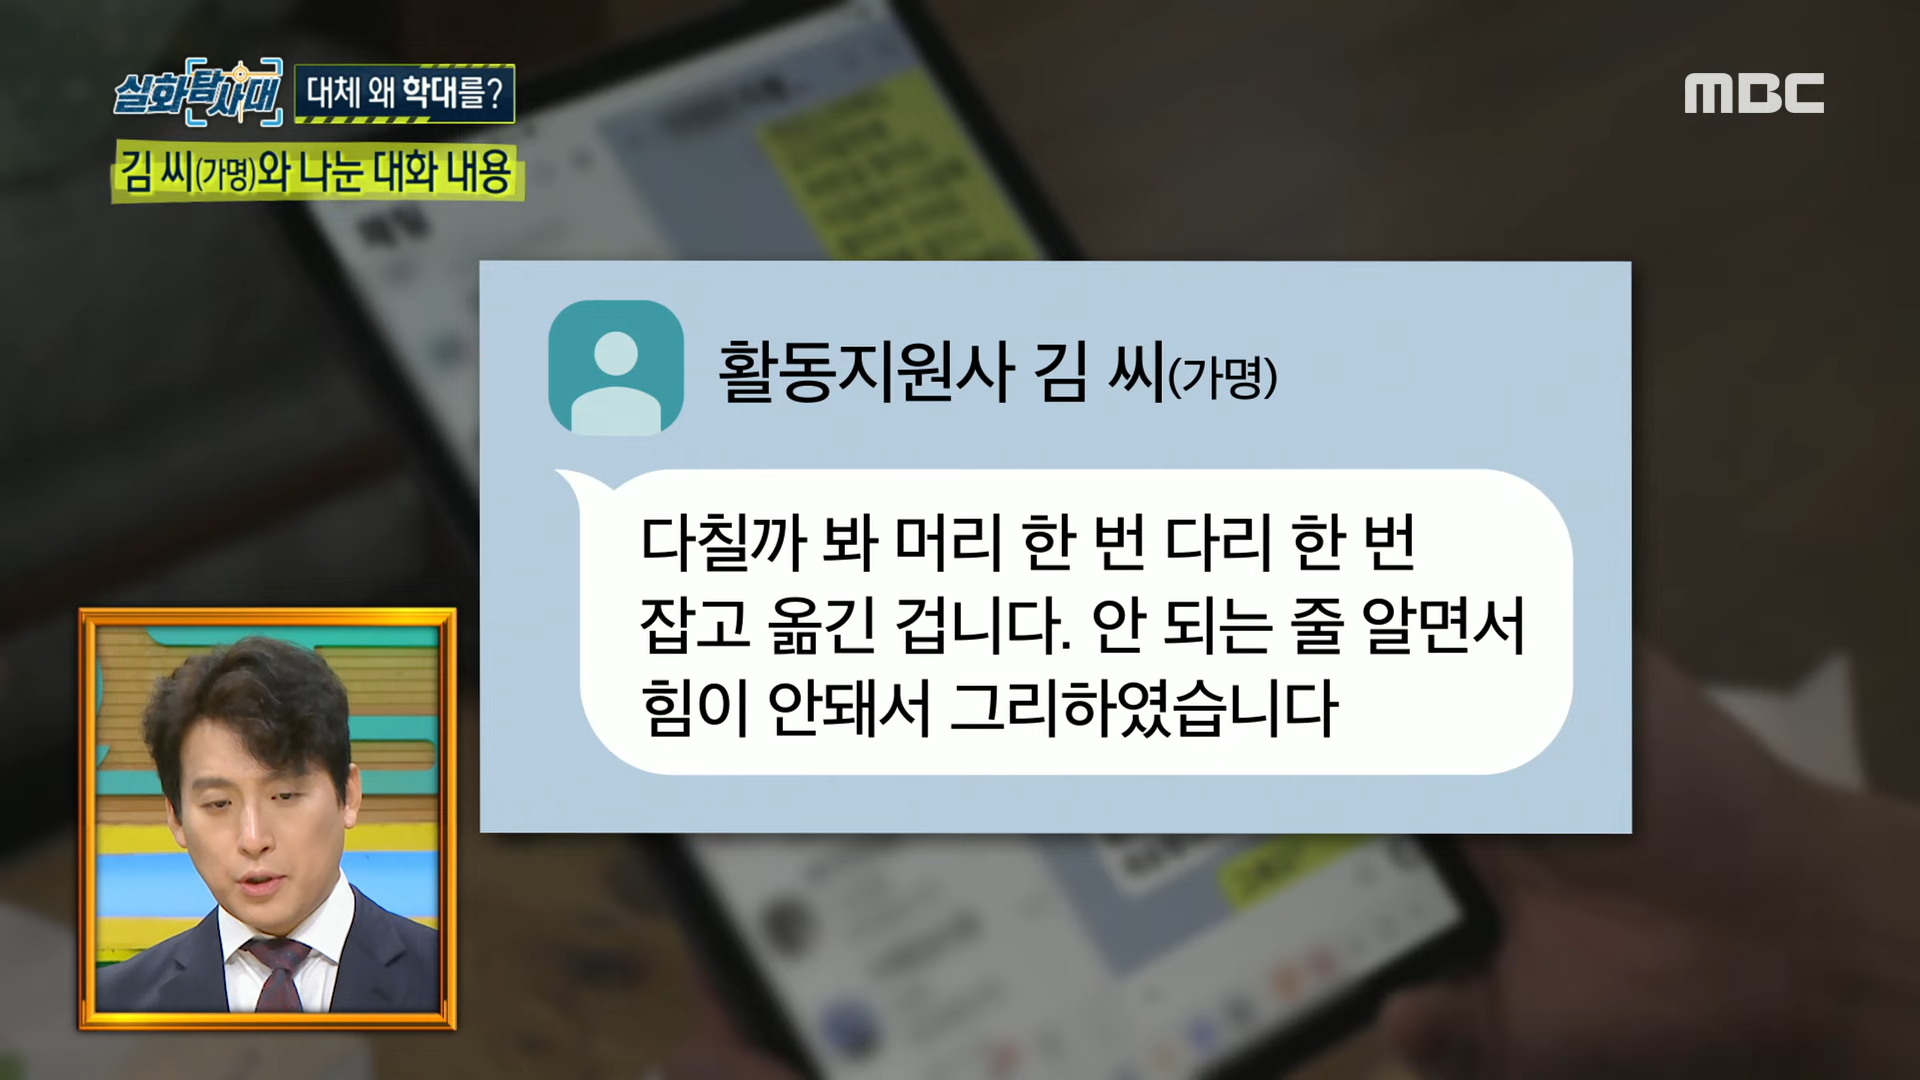 실화탐사대
대체 왜 학대를?
MBC
김 씨(가명)와 나눈 대화 내용
활동지원사 김 씨(가명)
다칠까 봐 머리 한 번 다리 한 번
잡고 옮긴 겁니다. 안 되는 줄 알면서
힘이 안돼서 그리하였습니다